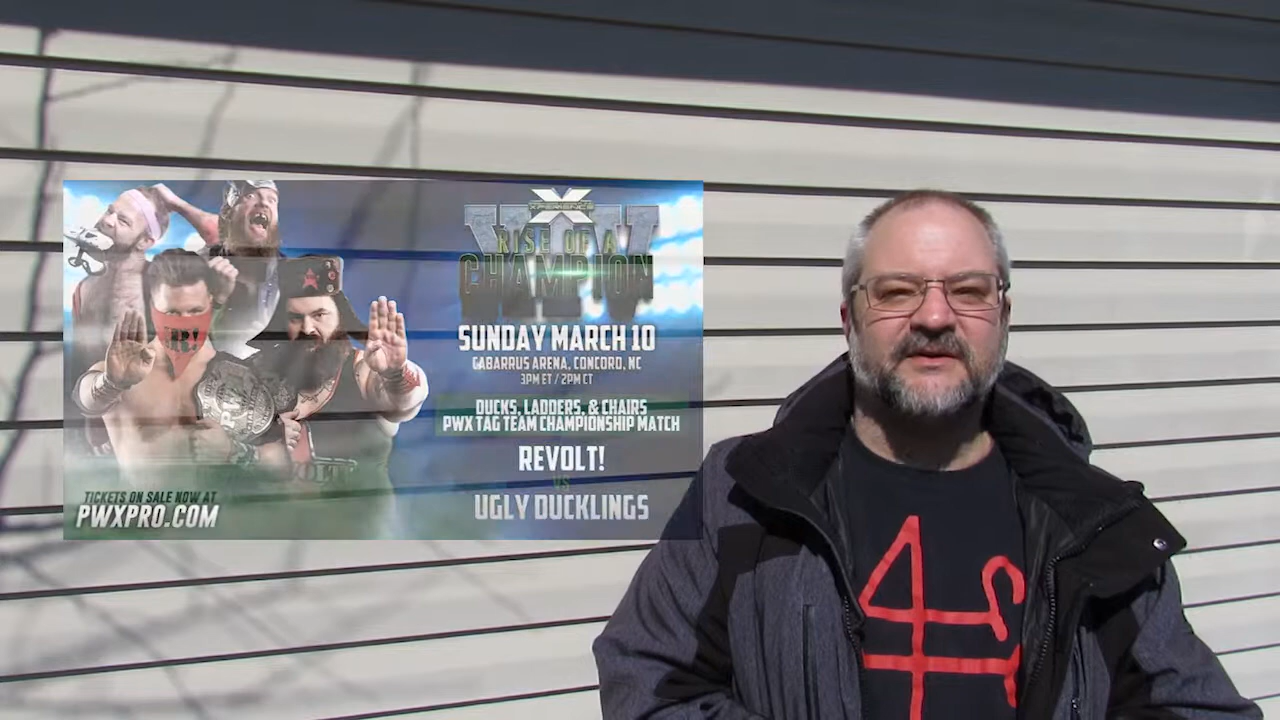 XPERIENCE
RISE OF A
CHAMPION
SUNDAY MARCH 10
CABARRUS ARENA, CONCORD, NC
3PM ET / 2PM CT
DUCKS, LADDERS, & CHAIRS
PWX TAG TEAM CHAMPIONSHIP MATCH
REVOLT!
VS
UGLY DUCKLINGS
TICKETS ON SALE NOW AT
PWXPRO.COM